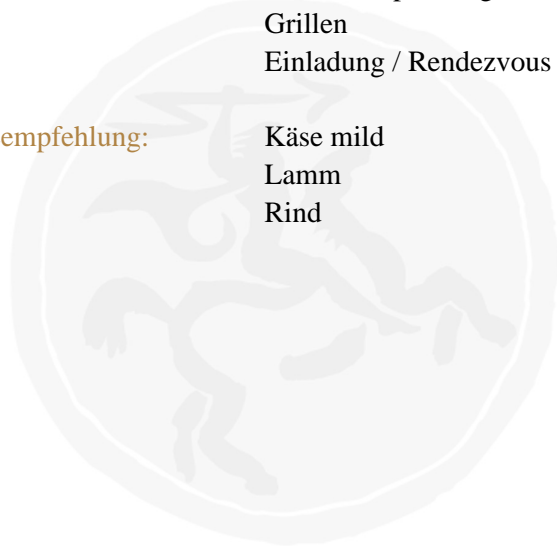 Grillen
Einladung / Rendezvous
empfehlung: Käse mild
Lamm
Rind